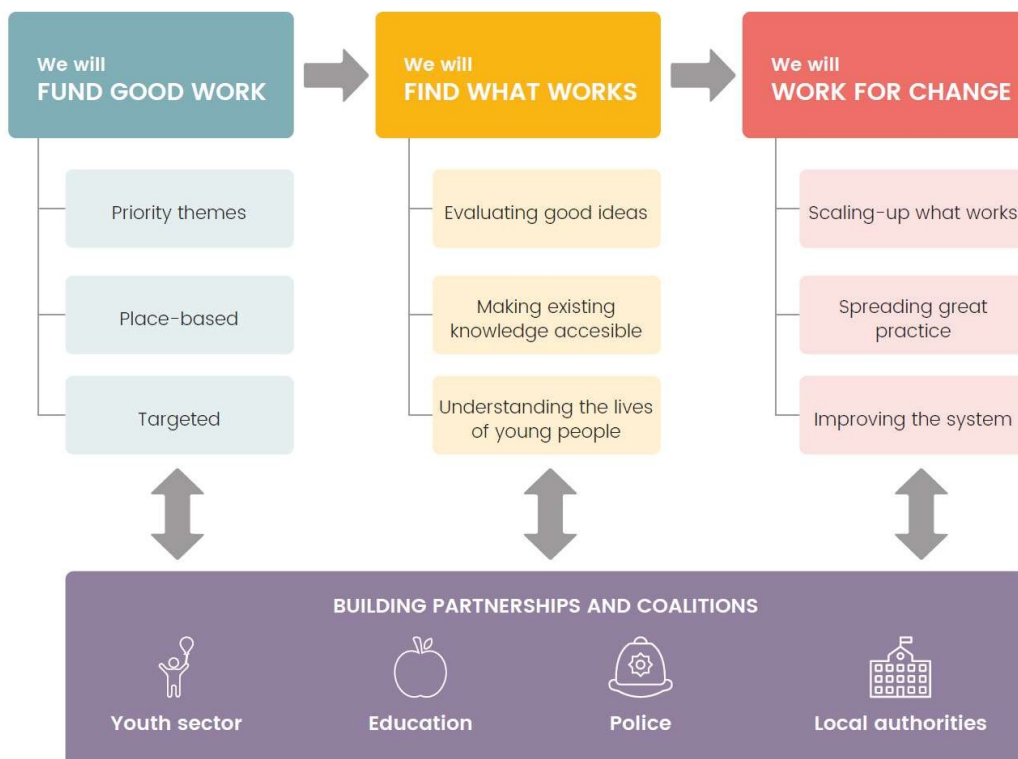 We will
FUND GOOD WORK
Priority themes
Place-based
Targeted
We will
FIND WHAT WORKS
Evaluating good ideas
Making existing
knowledge accesible
Understanding the lives
of young people
We will
WORK FOR CHANGE
Scaling-up what works
Spreading great
practice
Improving the system
BUILDING PARTNERSHIPS AND COALITIONS
Youth sector
Education
Police
Local authorities